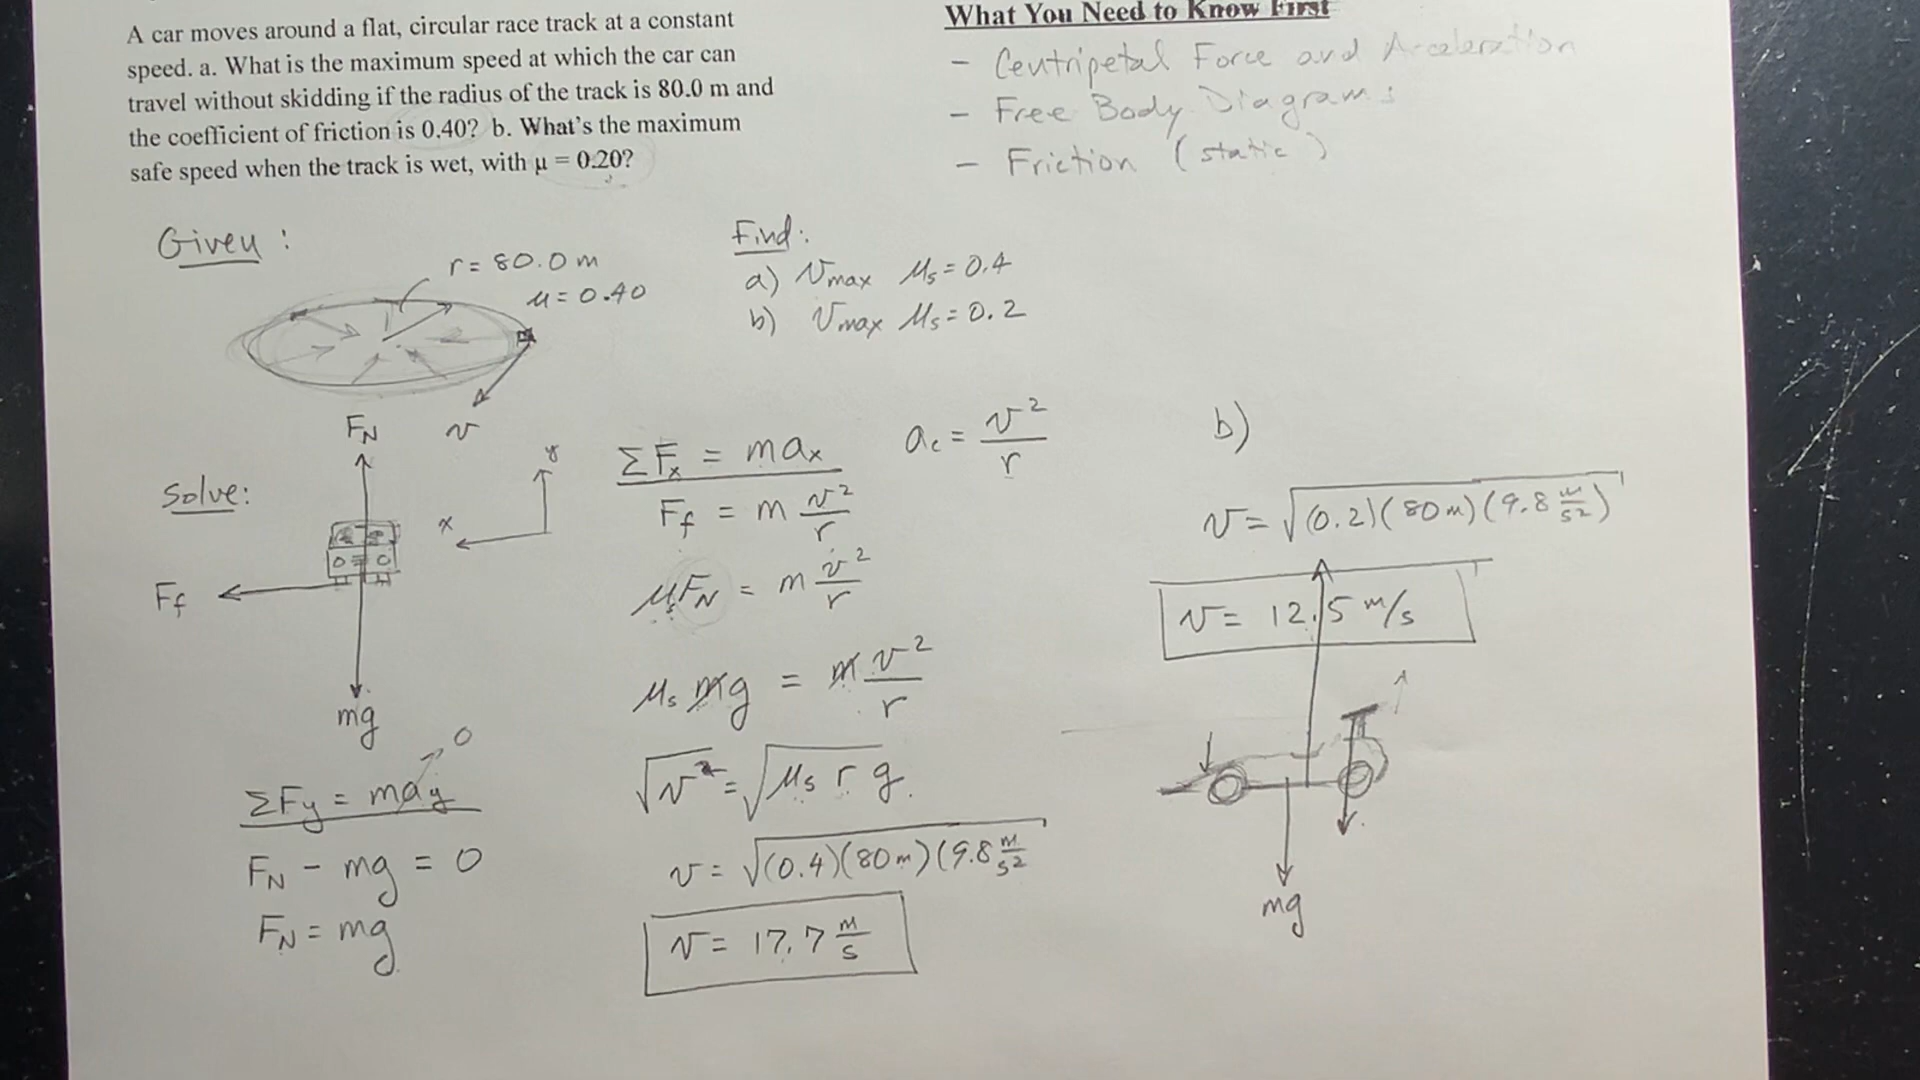 A car moves around a flat, circular race track at a constant
speed. a. What is the maximum speed at which the car can
travel without skidding if the radius of the track is 80.0 m and
the coefficient of friction is 0.40? b. What's the maximum
safe speed when the track is wet, with μ = 0.20?
What You Need to Know First
- Centripetal Force and Acceleration
- Free Body Diagrams
- Friction (static)
Given:
r = 80.0 m
μ = 0.40
v
Find:
a) vmax μs = 0.4
b) vmax μs = 0.2
Solve:
FN
Ff
mg
y
x
ΣFy = may → 0
FN - mg = 0
FN = mg
ΣFx = max
ac = v²/r
Ff = m v²/r
μsFN = m v²/r
μs mg = m v²/r
√v² = √μs r g
v = √(0.4)(80m)(9.8 m/s²
v = 17.7 m/s
b)
v = √(0.2)(80m)(9.8 m/s²)
v = 12.5 m/s
mg